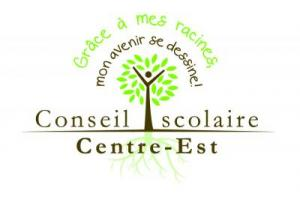 Grâce à mes racines,
mon avenir se dessine!
Conseil scolaire
Centre-Est